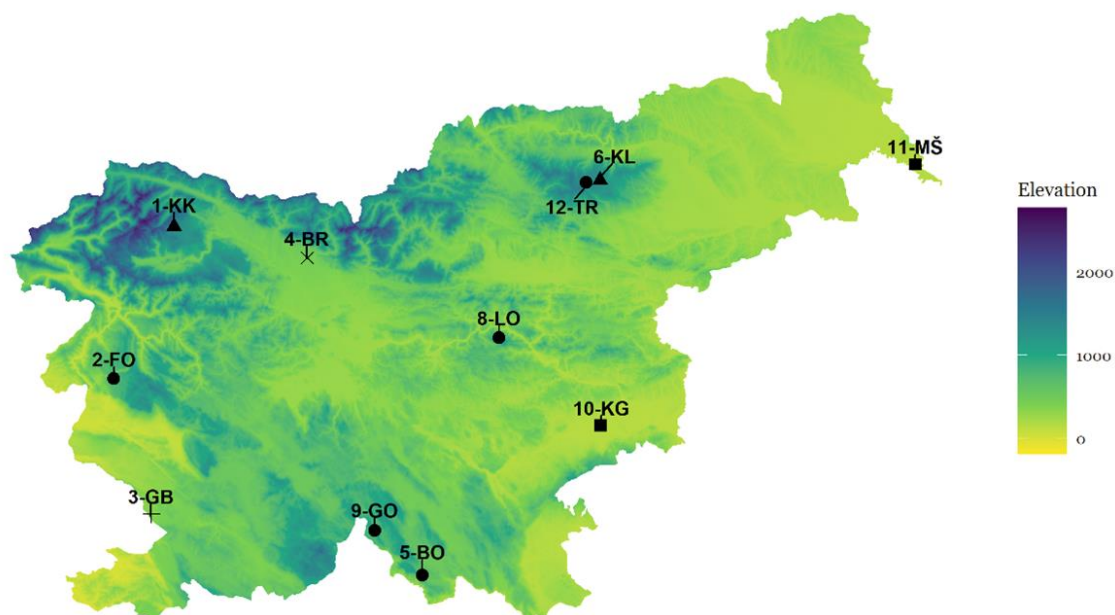 11-MŠ
6-KL
12-TR
1-KK
4-BR
8-LO
2-FO
10-KG
3-GB
9-GO
5-BO
Elevation
2000
1000
0